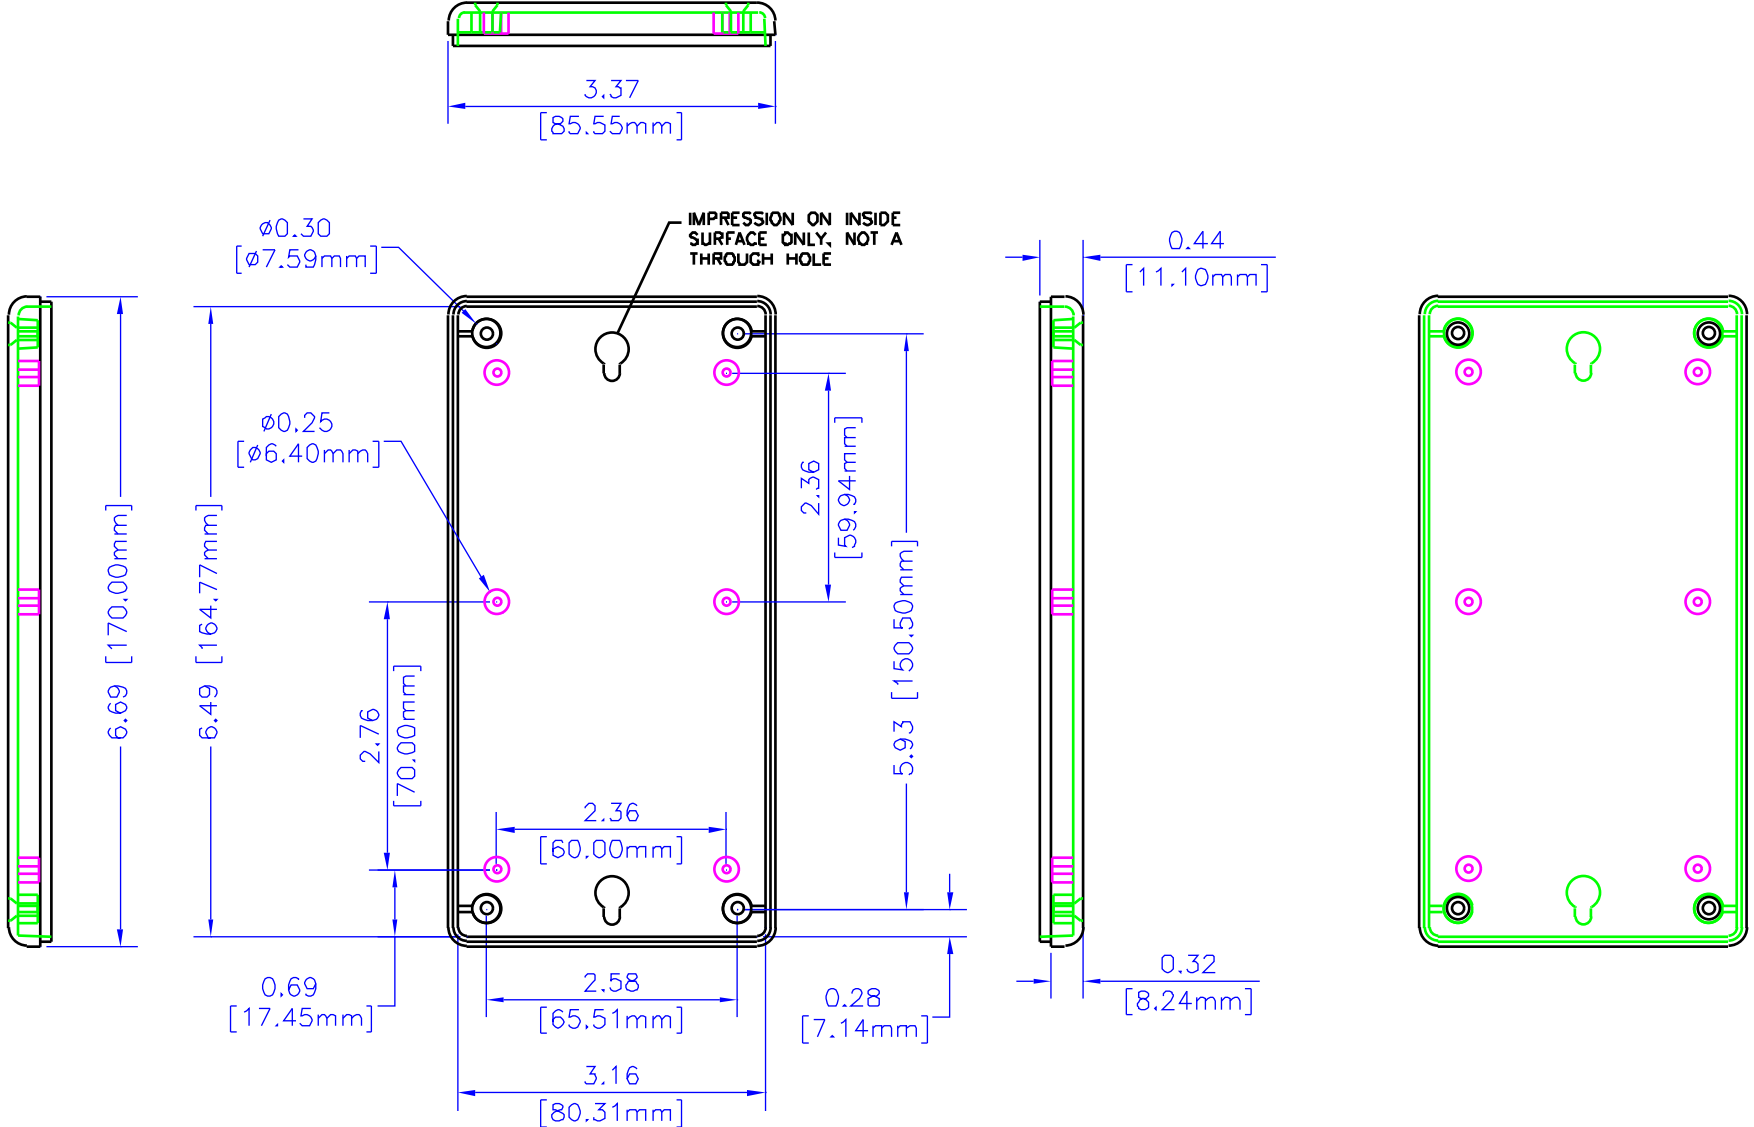 3.37
[85.55mm]
IMPRESSION ON INSIDE
SURFACE ONLY, NOT A
THROUGH HOLE
ø0.30
[ø7.59mm]
0.44
[11.10mm]
ø0.25
[ø6.40mm]
2.36
[59.94mm]
6.69 [170.00mm]
6.49 [164.77mm]
5.93 [150.50mm]
2.76
[70.00mm]
2.36
[60.00mm]
0.69
[17.45mm]
2.58
[65.51mm]
0.28
[7.14mm]
0.32
[8.24mm]
3.16
[80.31mm]